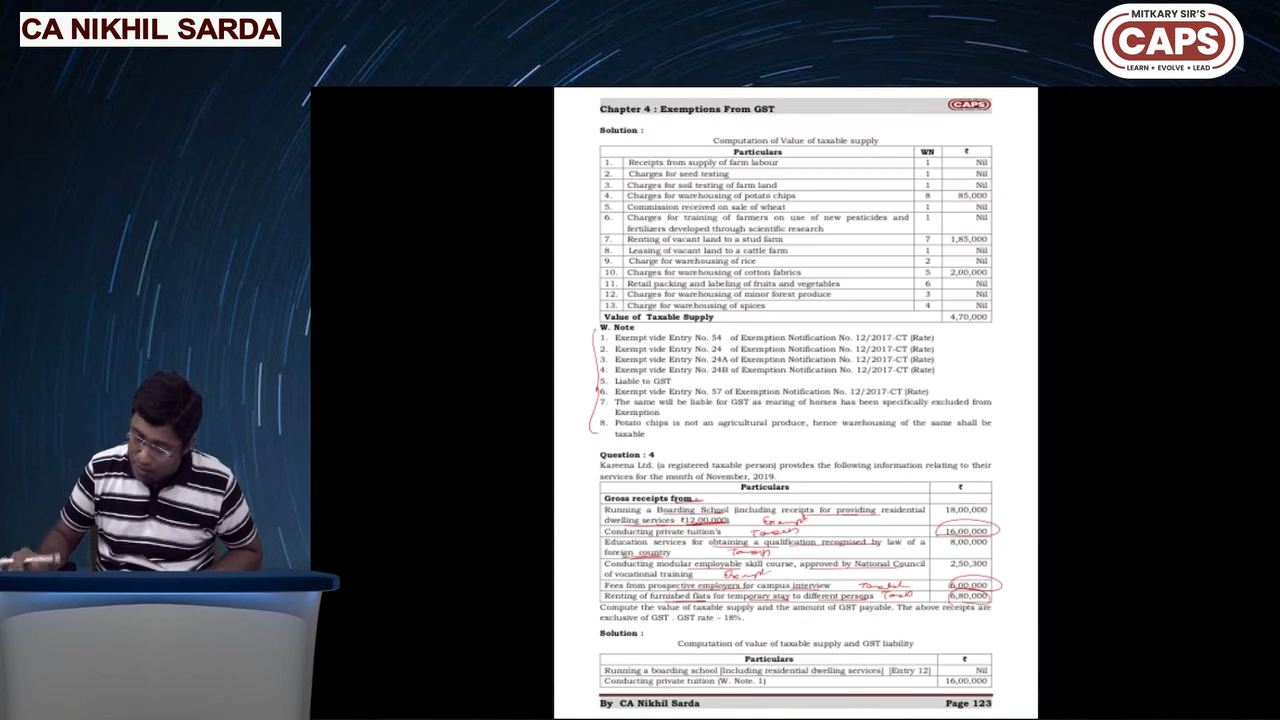 CA NIKHIL SARDA
MITKARY SIR'S
CAPS
LEARN • EVOLVE • LEAD
Chapter 4 : Exemptions From GST
CAPS
Solution :
Computation of Value of taxable supply
Particulars WN ₹
1. Receipts from supply of farm labour 1 Nil
2. Charges for seed testing 1 Nil
3. Charges for soil testing of farm land 1 Nil
4. Charges for warehousing of potato chips 8 85,000
5. Commission received on sale of wheat 1 Nil
6. Charges for training of farmers on use of new pesticides and 1 Nil
fertilizers developed through scientific research
7. Renting of vacant land to a stud farm 7 1,85,000
8. Leasing of vacant land to a cattle farm 1 Nil
9. Charge for warehousing of rice 2 Nil
10. Charges for warehousing of cotton fabrics 5 2,00,000
11. Retail packing and labeling of fruits and vegetables 6 Nil
12. Charges for warehousing of minor forest produce 3 Nil
13. Charge for warehousing of spices 4 Nil
Value of Taxable Supply 4,70,000
W. Note
1. Exempt vide Entry No. 54 of Exemption Notification No. 12/2017-CT (Rate)
2. Exempt vide Entry No. 24 of Exemption Notification No. 12/2017-CT (Rate)
3. Exempt vide Entry No. 24A of Exemption Notification No. 12/2017-CT (Rate)
4. Exempt vide Entry No. 24B of Exemption Notification No. 12/2017-CT (Rate)
5. Liable to GST
6. Exempt vide Entry No. 57 of Exemption Notification No. 12/2017-CT (Rate)
7. The same will be liable for GST as rearing of horses has been specifically excluded from
Exemption
8. Potato chips is not an agricultural produce, hence warehousing of the same shall be
taxable
Question : 4
Kareena Ltd. (a registered taxable person) provides the following information relating to their
services for the month of November, 2019.
Particulars ₹
Gross receipts from
Running a Boarding School (including receipts for providing residential 18,00,000
dwelling services ₹12,00,000) Exempt
Conducting private tuition's 16,00,000
Education services for obtaining a qualification recognised by law of a 8,00,000
foreign country
Conducting modular employable skill course, approved by National Council 2,50,300
of vocational training Exempt
Fees from prospective employers for campus interview 6,00,000
Renting of furnished flats for temporary stay to different persons 6,80,000
Compute the value of taxable supply and the amount of GST payable. The above receipts are
exclusive of GST . GST rate – 18%.
Solution :
Computation of value of taxable supply and GST liability
Particulars ₹
Running a boarding school [Including residential dwelling services] [Entry 12] Nil
Conducting private tuition (W. Note. 1) 16,00,000
By CA Nikhil Sarda Page 123